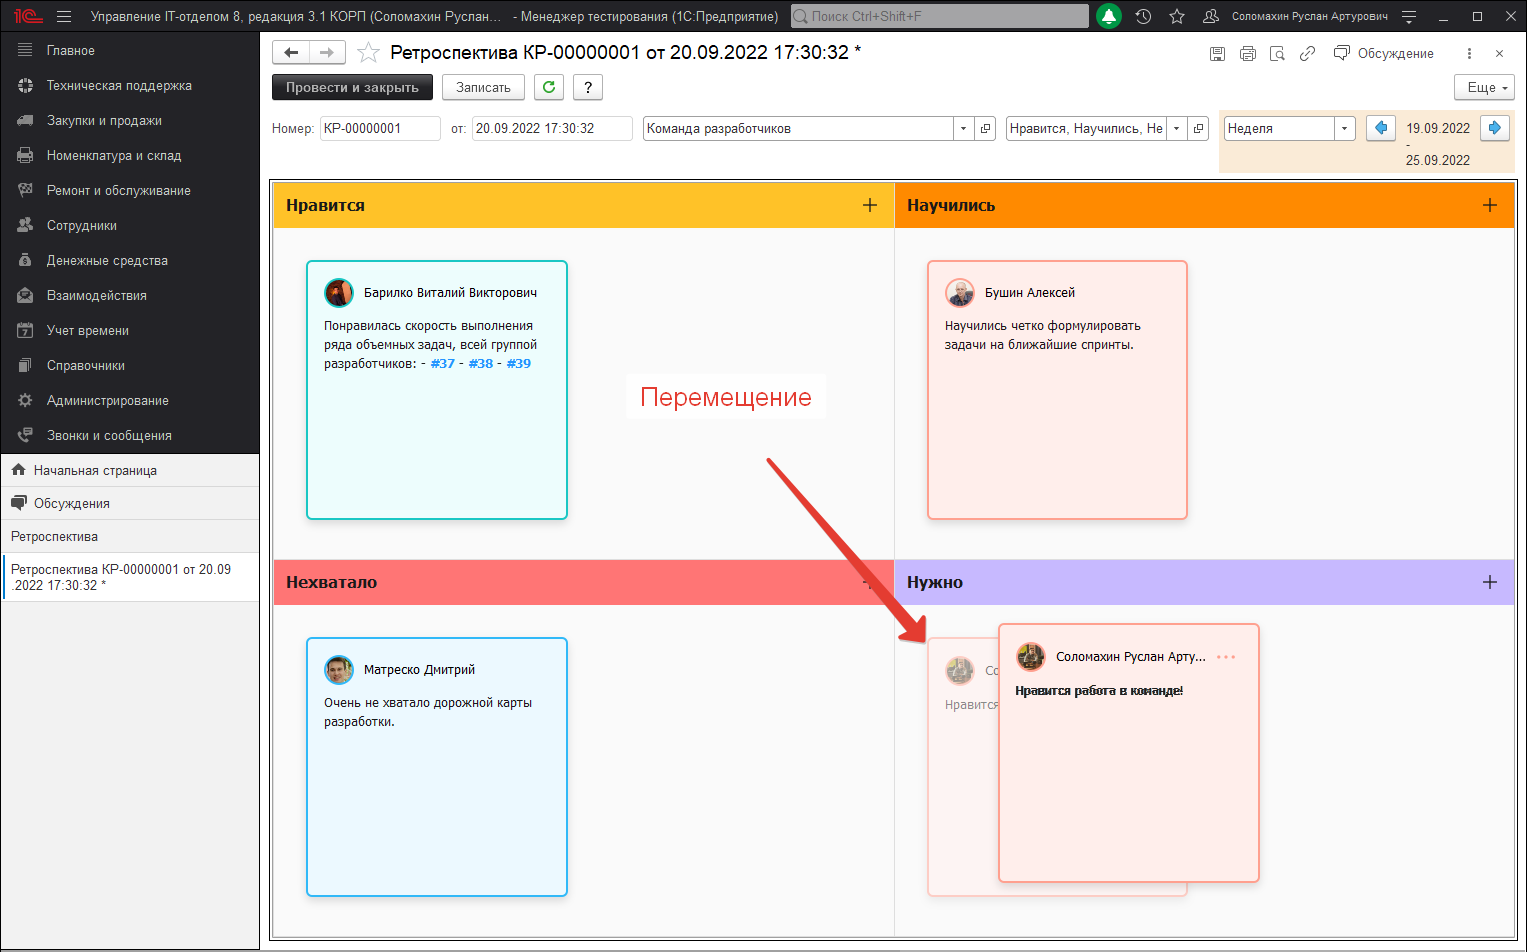 1С Управление IT-отделом 8, редакция 3.1 КОРП (Соломахин Руслан... - Менеджер тестирования (1С:Предприятие)
Поиск Ctrl+Shift+F
Соломахин Руслан Артурович
Главное
Техническая поддержка
Закупки и продажи
Номенклатура и склад
Ремонт и обслуживание
Сотрудники
Денежные средства
Взаимодействия
Учет времени
Справочники
Администрирование
Звонки и сообщения
Начальная страница
Обсуждения
Ретроспектива
Ретроспектива КР-00000001 от 20.09
.2022 17:30:32 *
Ретроспектива КР-00000001 от 20.09.2022 17:30:32 *
Обсуждение
Провести и закрыть
Записать
?
Еще
Номер: КР-00000001 от: 20.09.2022 17:30:32
Команда разработчиков
Нравится, Научились, Не
Неделя
19.09.2022
-
25.09.2022
Нравится
Научились
Барилко Виталий Викторович
Понравилась скорость выполнения
ряда объемных задач, всей группой
разработчиков: - #37 - #38 - #39
Бушин Алексей
Научились четко формулировать
задачи на ближайшие спринты.
Перемещение
Нехватало
Нужно
Матреско Дмитрий
Очень не хватало дорожной карты
разработки.
Со
Нравится
Соломахин Руслан Арту...
Нравится работа в команде!